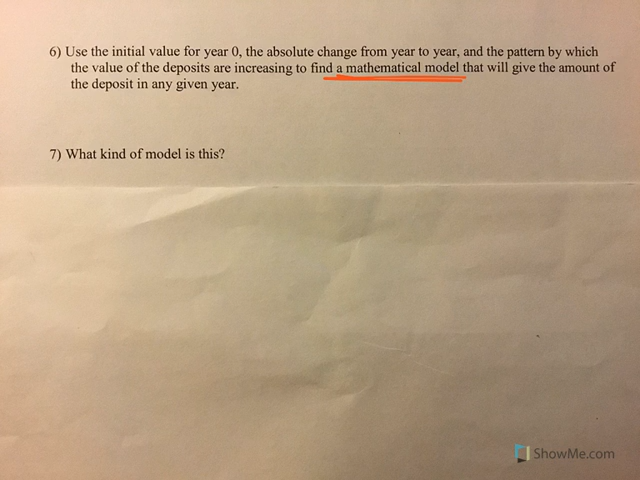 6) Use the initial value for year 0, the absolute change from year to year, and the pattern by which
the value of the deposits are increasing to find a mathematical model that will give the amount of
the deposit in any given year.
7) What kind of model is this?
ShowMe.com